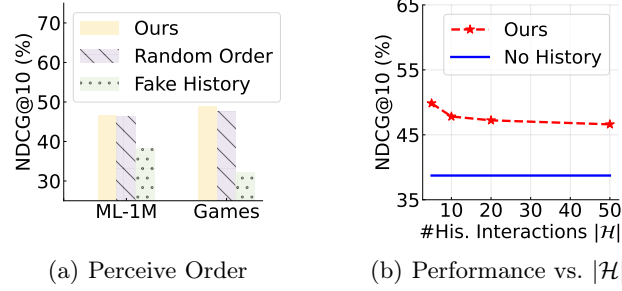 70
60
50
40
30
NDCG@10 (%)
Ours
Random Order
Fake History
ML-1M
Games
(a) Perceive Order
65
55
45
35
NDCG@10 (%)
Ours
No History
10
20
30
40
50
#His. Interactions |ℋ|
(b) Performance vs. |ℋ|